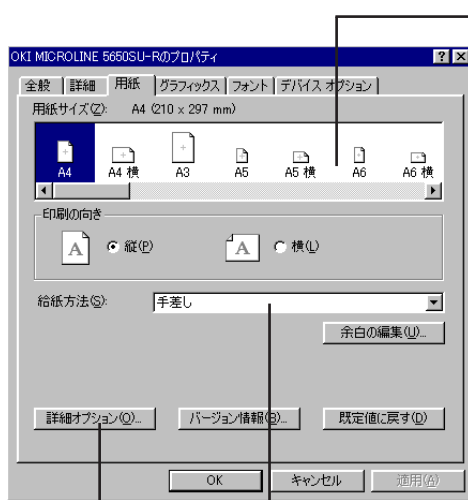 OKI MICROLINE 5650SU-Rのプロパティ
全般 詳細 用紙 グラフィックス フォント デバイス オプション
用紙サイズ(Z): A4 (210 x 297 mm)
A4 A4 横 A3 A5 A5 横 A6 A6 横
印刷の向き
A 縦(P) A 横(L)
給紙方法(S): 手差し
余白の編集(U)...
詳細オプション(O)... バージョン情報(B)... 既定値に戻す(D)
OK キャンセル 適用(A)